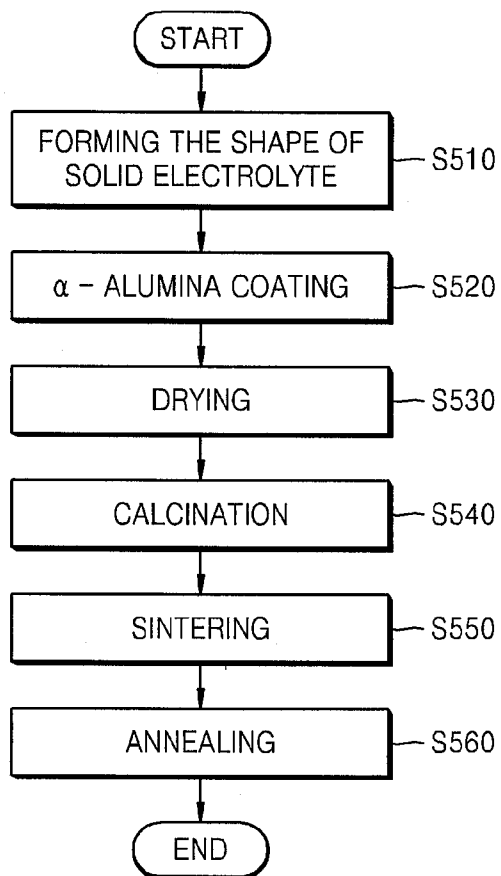 START
FORMING THE SHAPE OF
SOLID ELECTROLYTE
S510
α - ALUMINA COATING
S520
DRYING
S530
CALCINATION
S540
SINTERING
S550
ANNEALING
S560
END